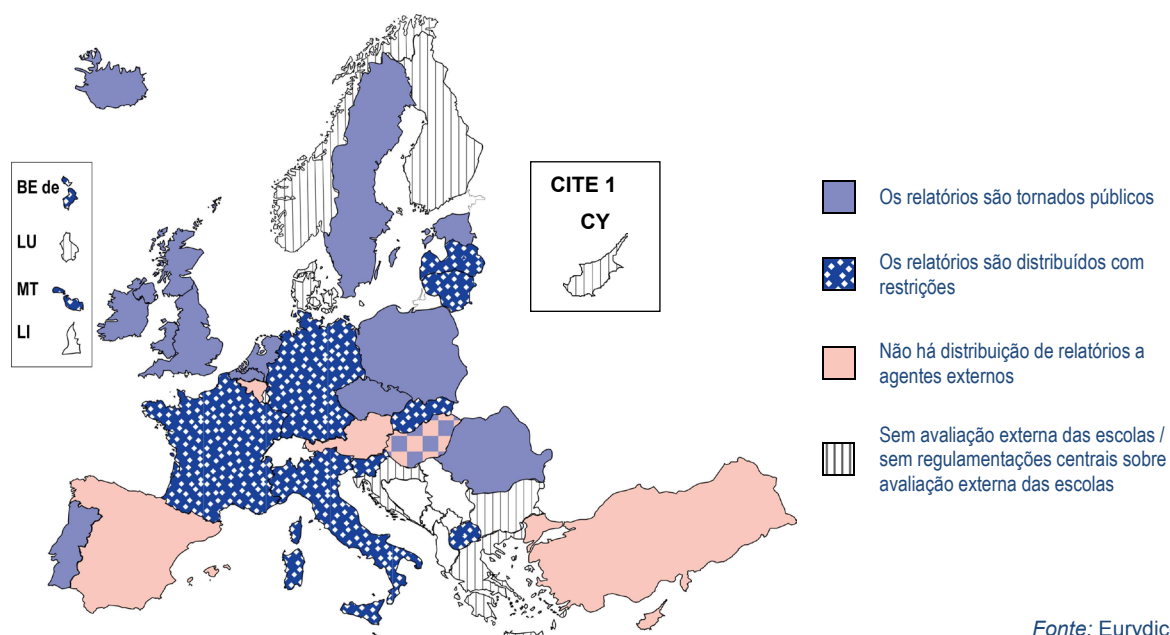 BE de
LU
MT
LI
CITE 1
CY
Os relatórios são tornados públicos
Os relatórios são distribuídos com
restrições
Não há distribuição de relatórios a
agentes externos
Sem avaliação externa das escolas /
sem regulamentações centrais sobre
avaliação externa das escolas
Fonte: Eurydic